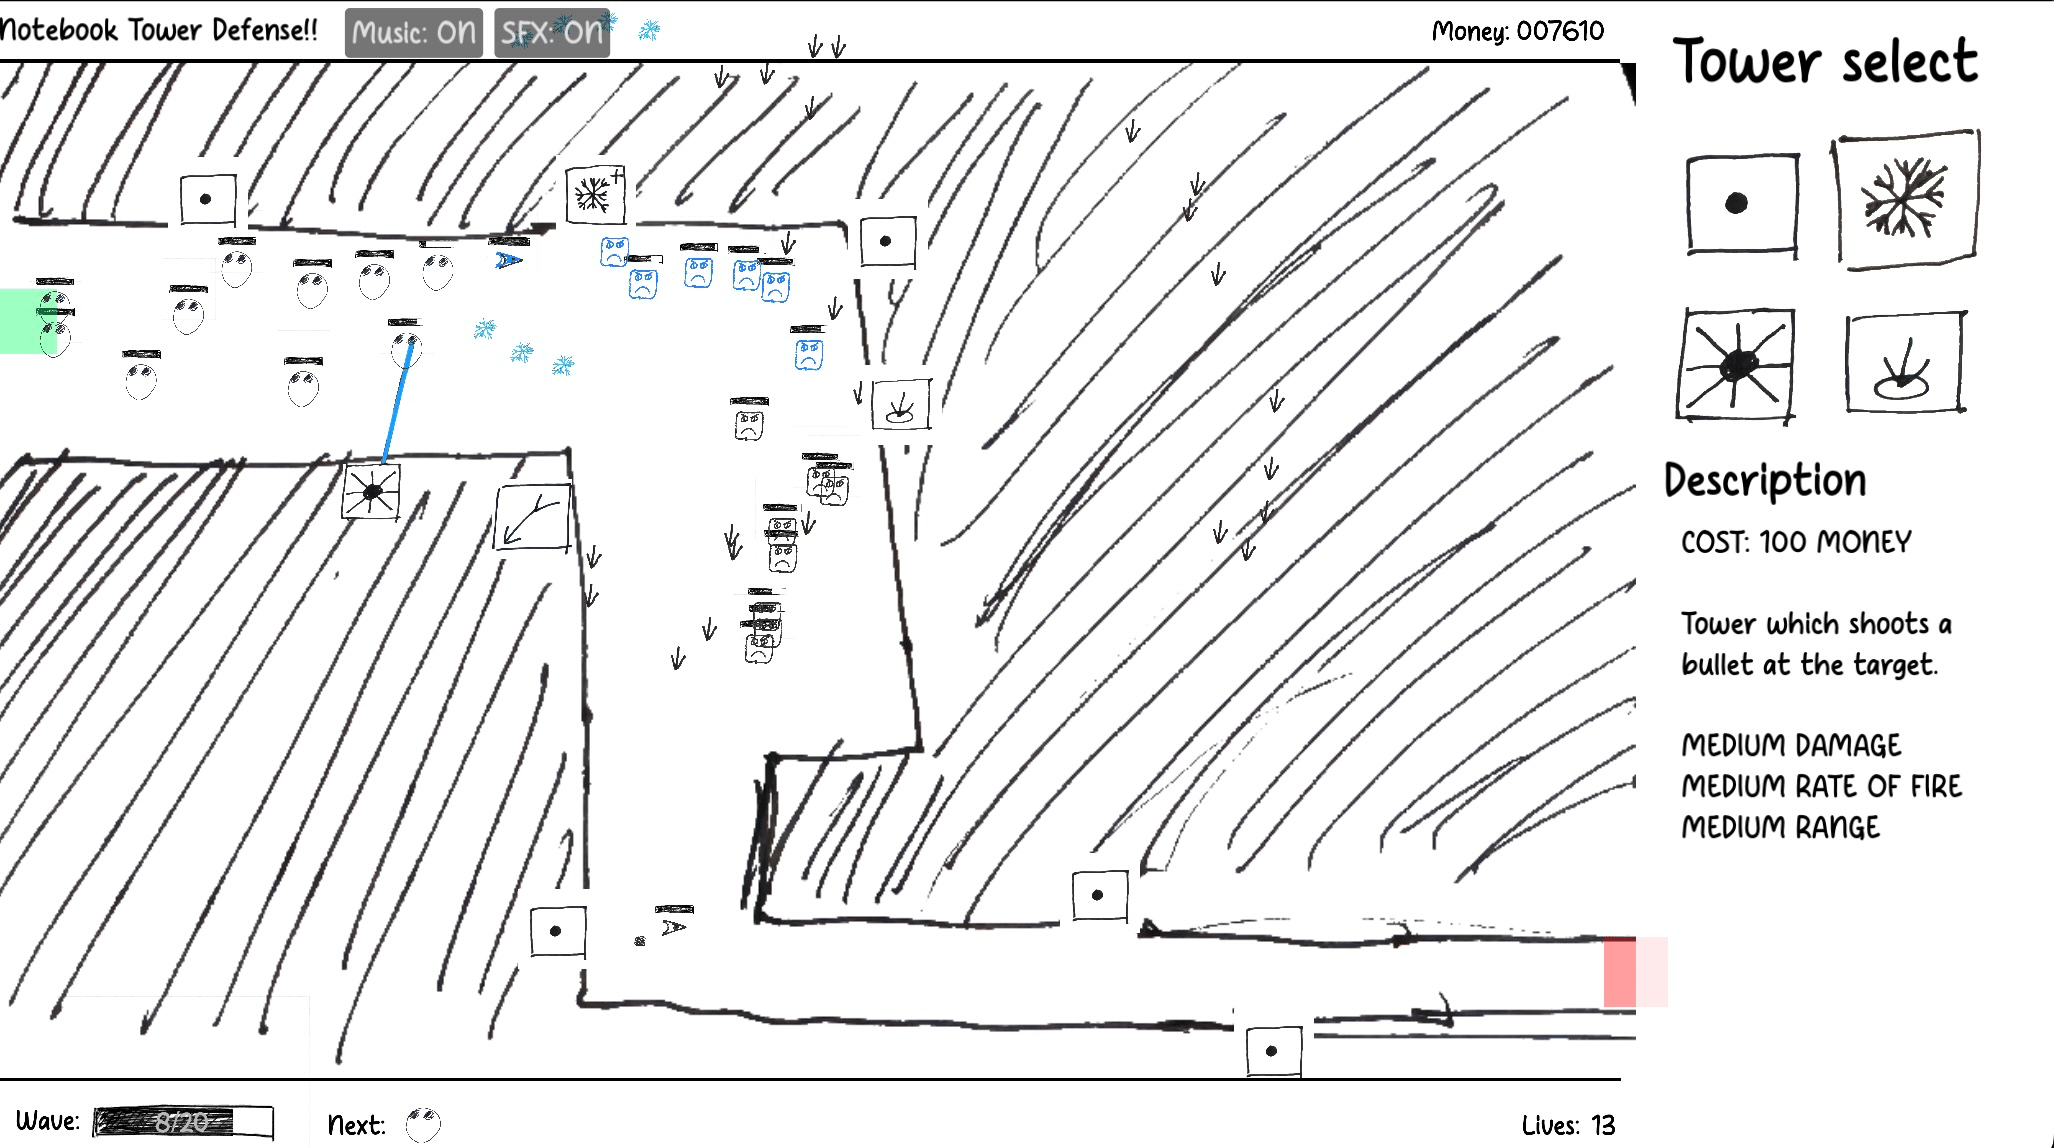 Notebook Tower Defense!!
Music: ON
SFX: ON
Money: 007610
Tower select
Description
COST: 100 MONEY
Tower which shoots a
bullet at the target.
MEDIUM DAMAGE
MEDIUM RATE OF FIRE
MEDIUM RANGE
Wave:
8/20
Next:
Lives: 13